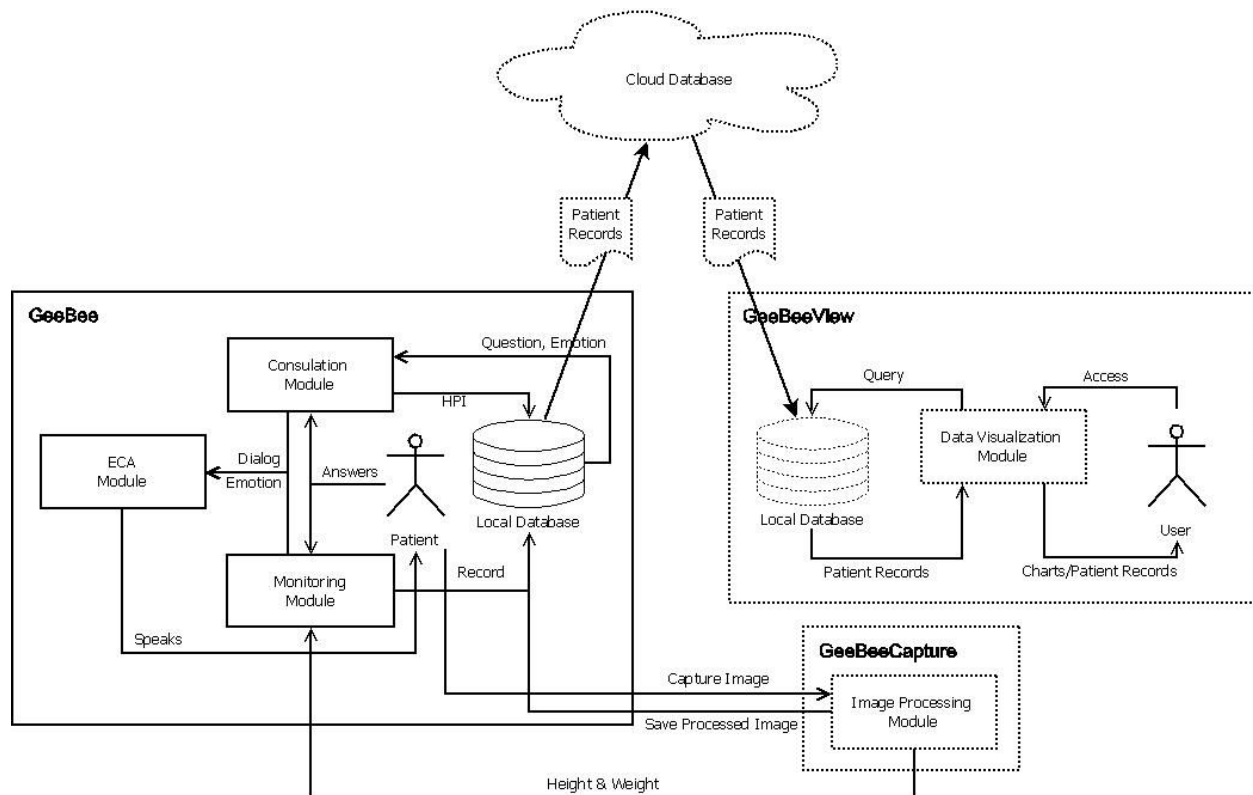 Cloud Database
Patient
Records
Patient
Records
GeeBee
Consulation
Module
Question, Emotion
HPI
ECA
Module
Dialog
Emotion
Answers
Local Database
Patient
Monitoring
Module
Record
Speaks
GeeBeeView
Query
Access
Data Visualization
Module
Local Database
User
Patient Records
Charts/Patient Records
GeeBeeCapture
Capture Image
Image Processing
Module
Save Processed Image
Height & Weight